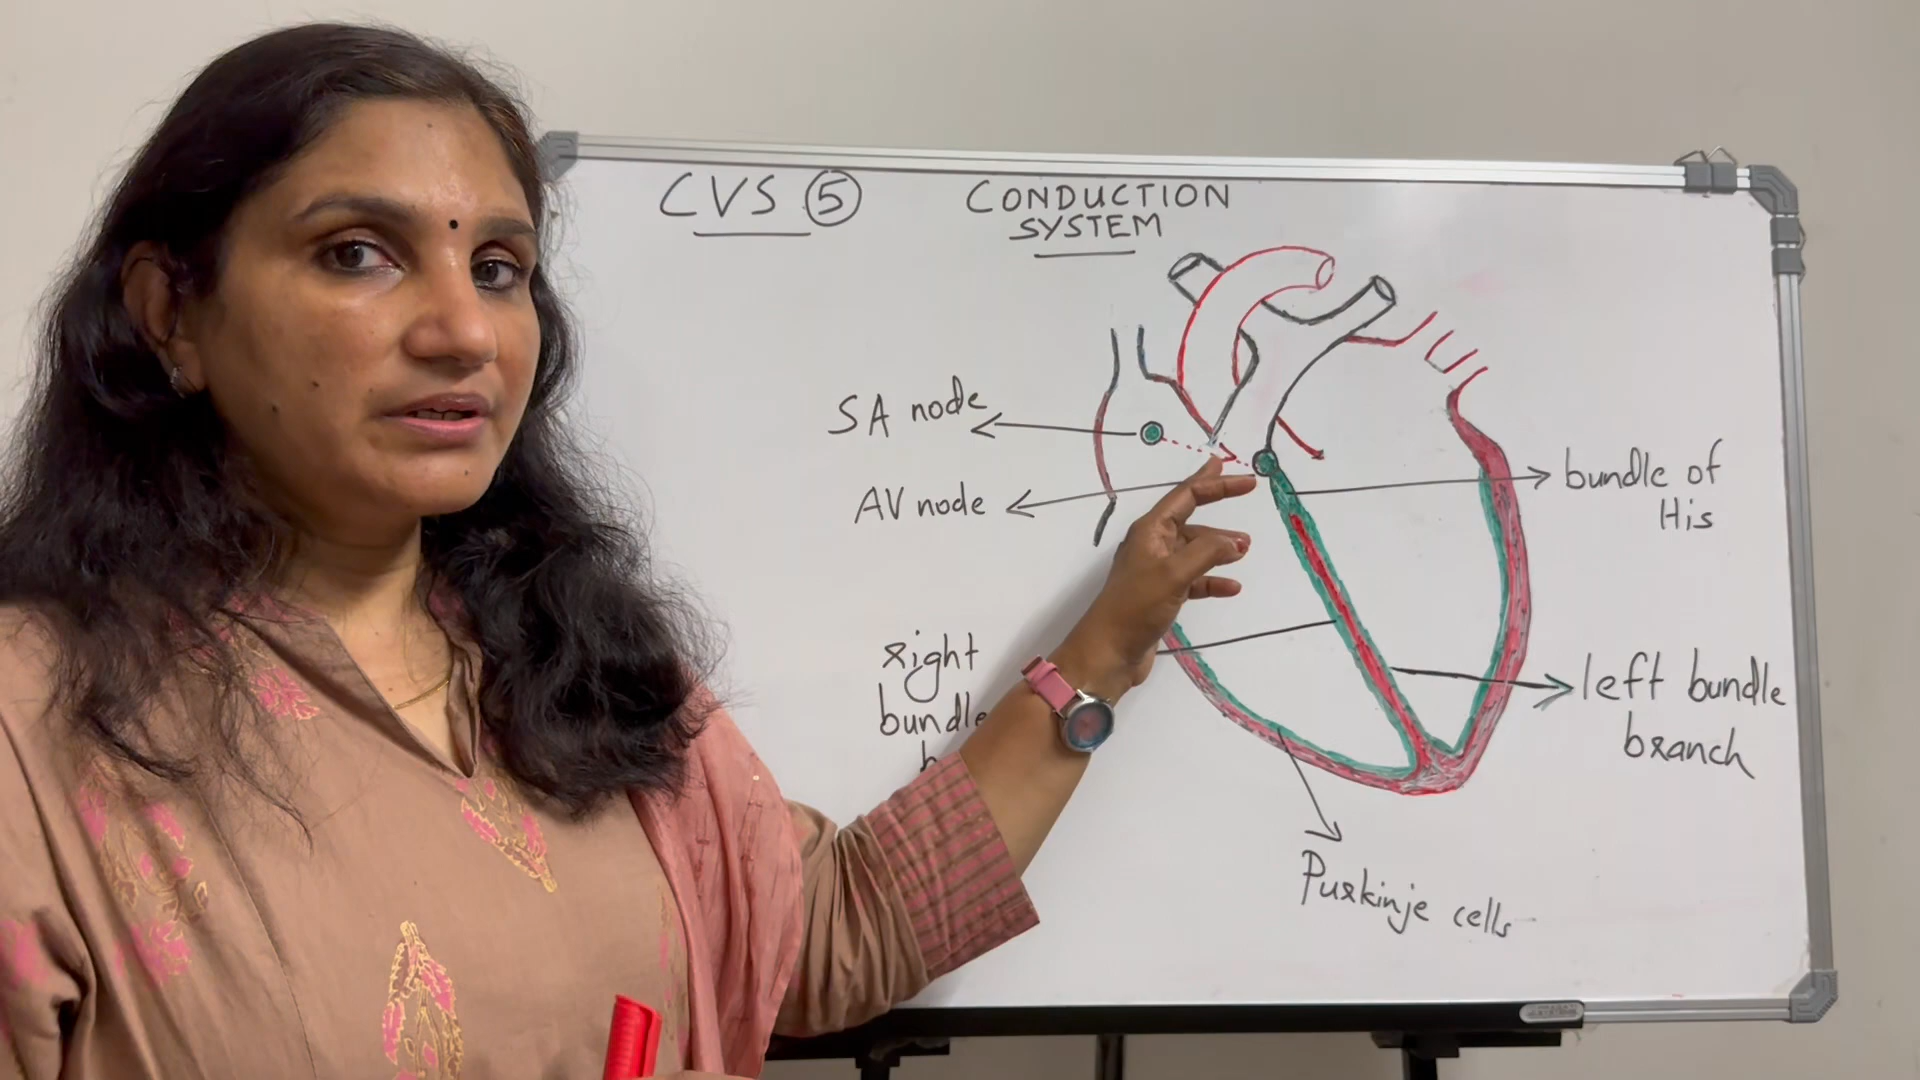 CVS 5
CONDUCTION
SYSTEM
SA node
AV node
bundle of
His
right
bundle
left bundle
branch
Purkinje cells